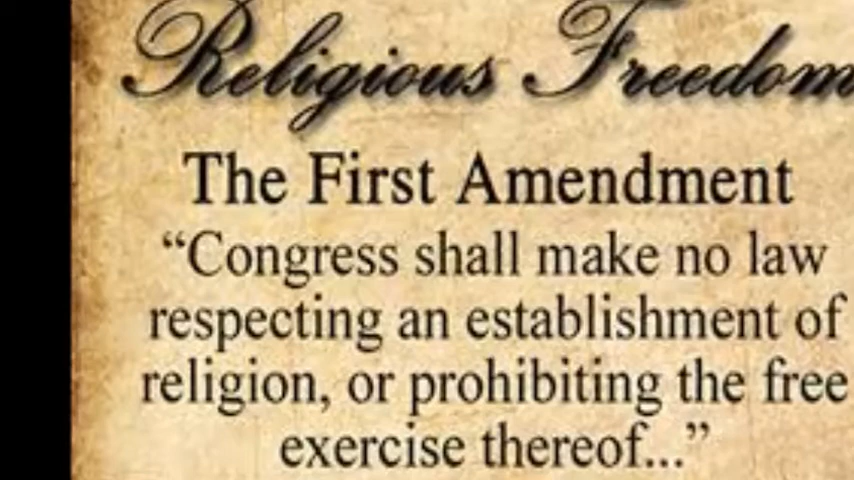 Religious Freedom
The First Amendment
“Congress shall make no law
respecting an establishment of
religion, or prohibiting the free
exercise thereof...”